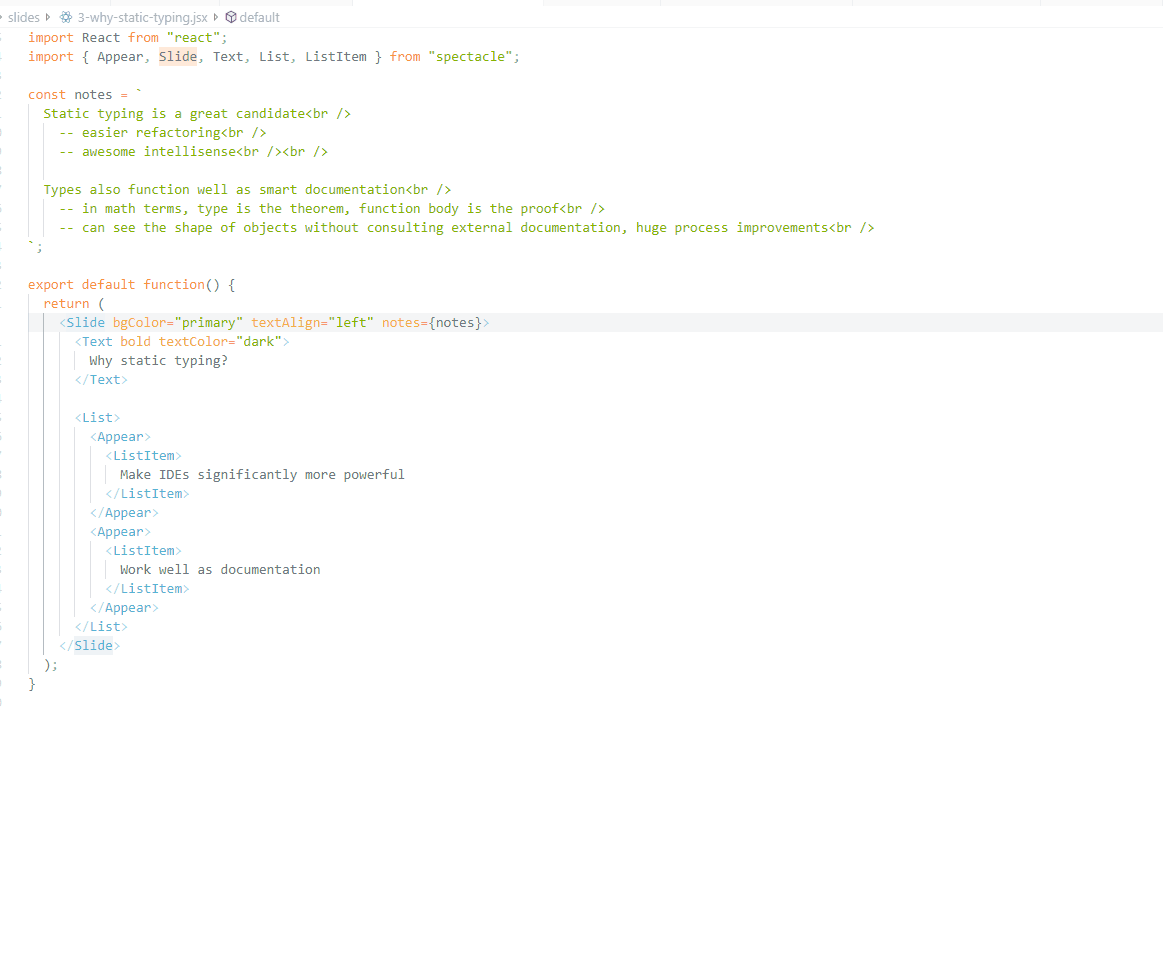 slides 3-why-static-typing.jsx default
import React from "react";
import { Appear, Slide, Text, List, ListItem } from "spectacle";
const notes = `
Static typing is a great candidate<br />
-- easier refactoring<br />
-- awesome intellisense<br /><br />
Types also function well as smart documentation<br />
-- in math terms, type is the theorem, function body is the proof<br />
-- can see the shape of objects without consulting external documentation, huge process improvements<br />
`;
export default function() {
return (
<Slide bgColor="primary" textAlign="left" notes={notes}>
<Text bold textColor="dark">
Why static typing?
</Text>
<List>
<Appear>
<ListItem>
Make IDEs significantly more powerful
</ListItem>
</Appear>
<Appear>
<ListItem>
Work well as documentation
</ListItem>
</Appear>
</List>
</Slide>
);
}